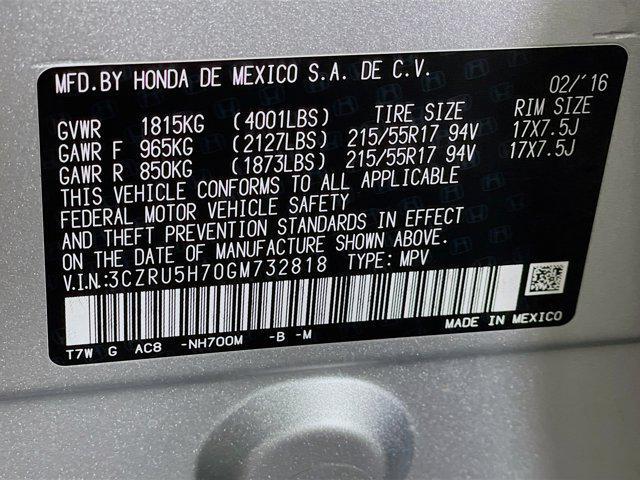 MFD.BY HONDA DE MEXICO S.A. DE C.V. 02/'16
GVWR 1815KG (4001LBS) TIRE SIZE RIM SIZE
GAWR F 965KG (2127LBS) 215/55R17 94V 17X7.5J
GAWR R 850KG (1873LBS) 215/55R17 94V 17X7.5J
THIS VEHICLE CONFORMS TO ALL APPLICABLE
FEDERAL MOTOR VEHICLE SAFETY
AND THEFT PREVENTION STANDARDS IN EFFECT
ON THE DATE OF MANUFACTURE SHOWN ABOVE.
V.I.N.:3CZRU5H70GM732818 TYPE: MPV
T7W G AC8 -NH700M -B -M MADE IN MEXICO